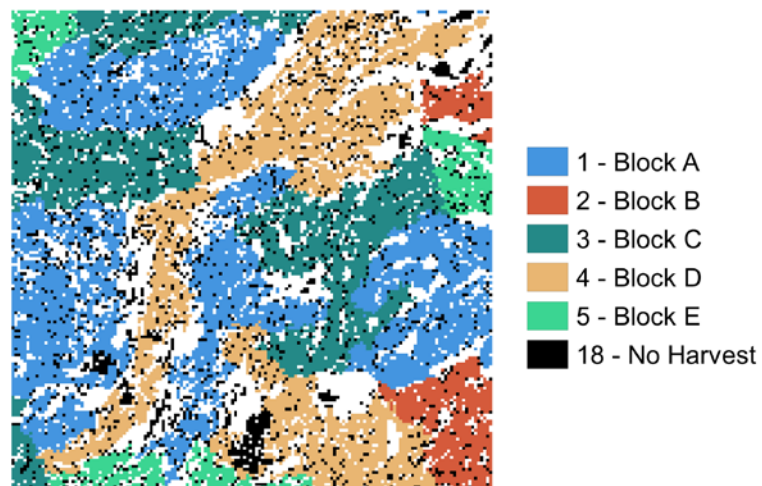 1 - Block A
2 - Block B
3 - Block C
4 - Block D
5 - Block E
18 - No Harvest